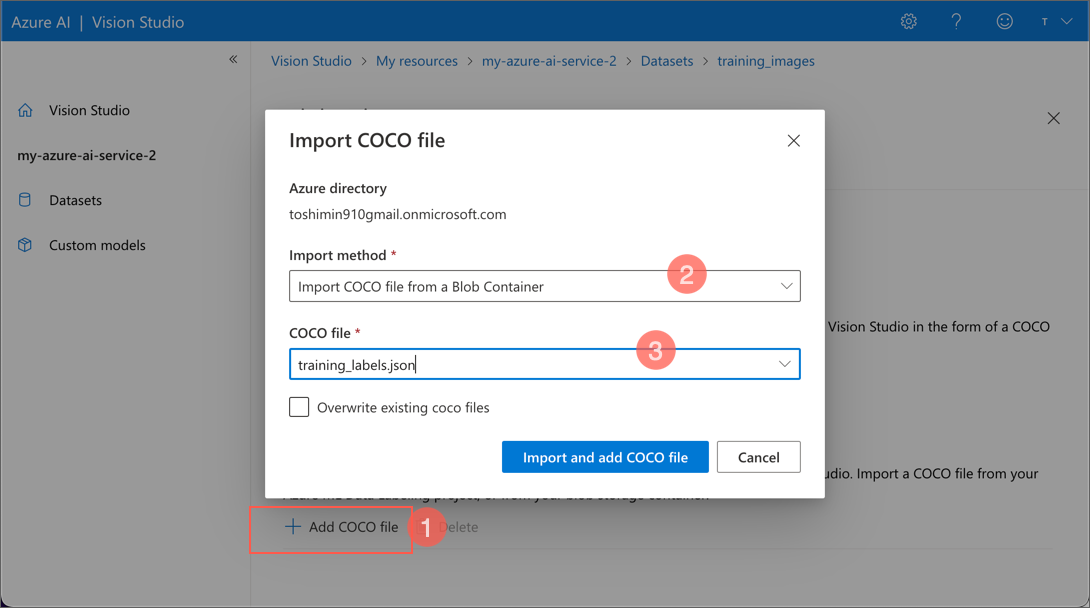 Azure AI | Vision Studio
T
Vision Studio > My resources > my-azure-ai-service-2 > Datasets > training_images
Vision Studio
my-azure-ai-service-2
Datasets
Custom models
Import COCO file
Azure directory
toshimin910gmail.onmicrosoft.com
Import method *
Import COCO file from a Blob Container
2
COCO file *
3
training_labels.json
Overwrite existing coco files
Import and add COCO file
Cancel
Vision Studio in the form of a COCO
udio. Import a COCO file from your
Add COCO file
1
Delete